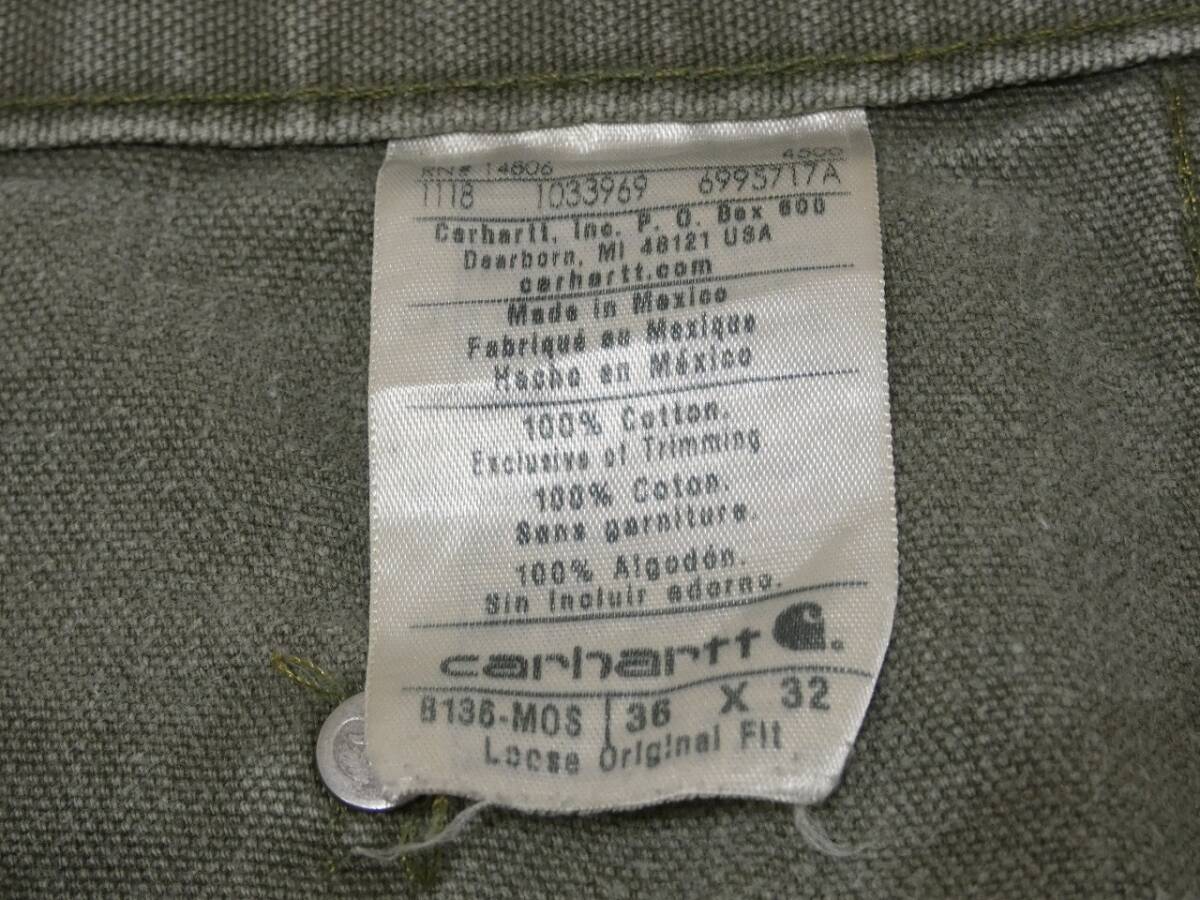 RN# 14806 4500
1118 1033969 6993717A
Carhartt, Inc. P. O. Box 600
Dearborn, MI 48121 USA
carhartt.com
Made in Mexico
Fabriqué au Mexique
Hecho en México
100% Cotton.
Exclusive of Trimming
100% Coton.
Sans garniture.
100% Algodón.
Sin incluir adorno.
carhartt
B136-MOS 36 X 32
Loose Original Fit